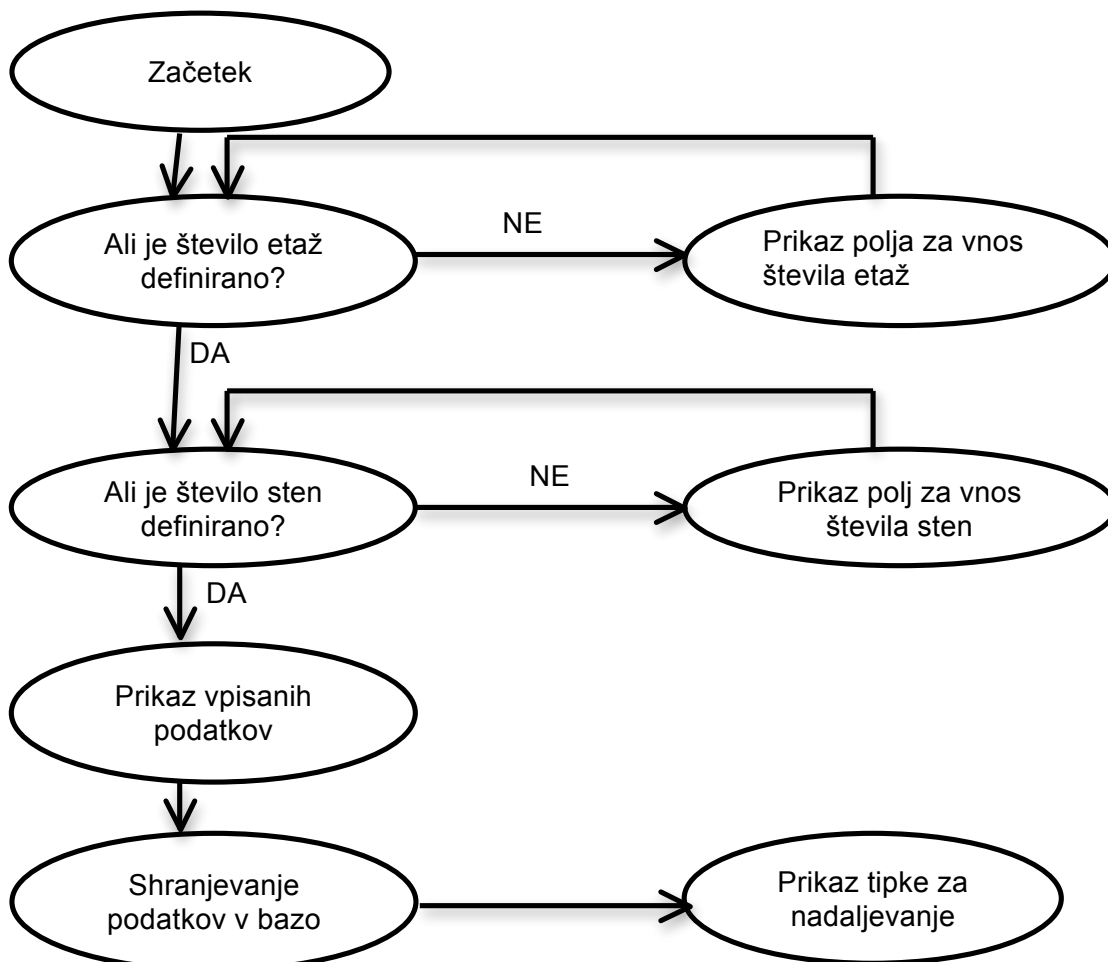 Začetek
Ali je število etaž
definirano?
NE
Prikaz polja za vnos
števila etaž
DA
Ali je število sten
definirano?
NE
Prikaz polj za vnos
števila sten
DA
Prikaz vpisanih
podatkov
Shranjevanje
podatkov v bazo
Prikaz tipke za
nadaljevanje